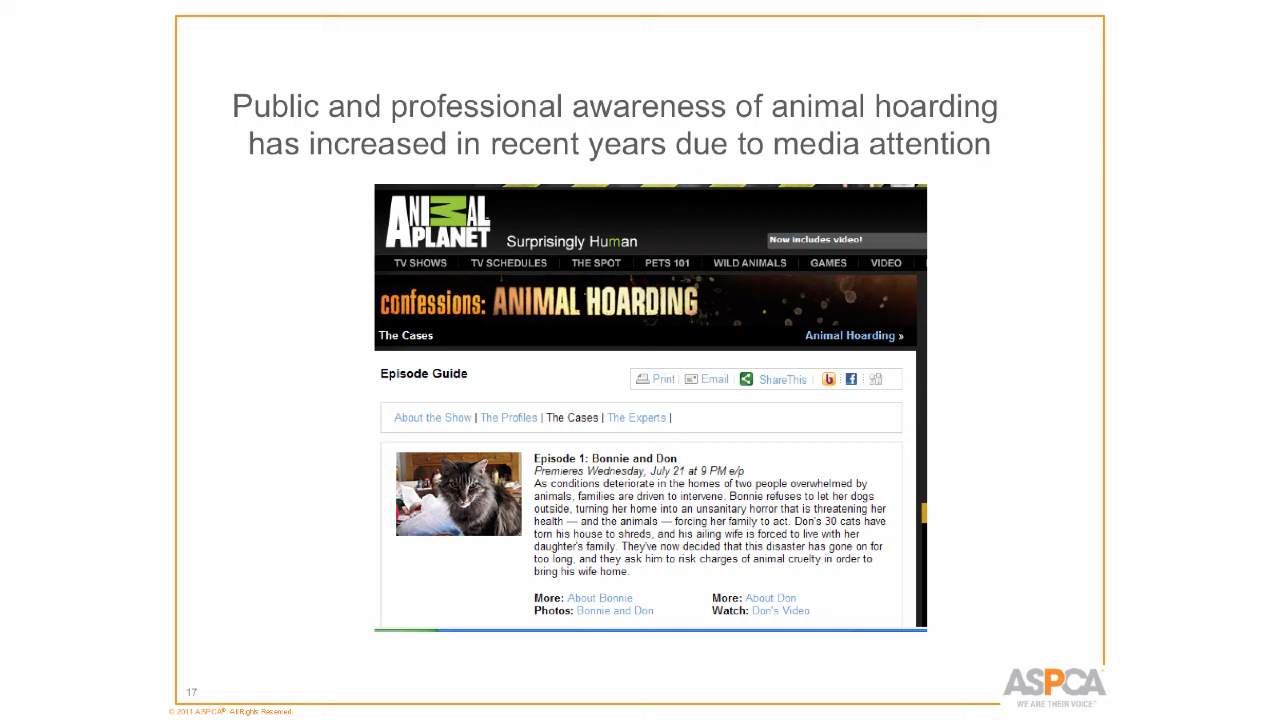 Public and professional awareness of animal hoarding
has increased in recent years due to media attention
ANIMAL
PLANET
Surprisingly Human
Now includes video!
TV SHOWS TV SCHEDULES THE SPOT PETS 101 WILD ANIMALS GAMES VIDEO
confessions: ANIMAL HOARDING
The Cases Animal Hoarding »
Episode Guide
Print | Email | ShareThis
About the Show | The Profiles | The Cases | The Experts |
Episode 1: Bonnie and Don
Premieres Wednesday, July 21 at 9 PM e/p
As conditions deteriorate in the homes of two people overwhelmed by
animals, families are driven to intervene. Bonnie refuses to let her dogs
outside, turning her home into an unsanitary horror that is threatening her
health — and the animals — forcing her family to act. Don's 30 cats have
torn his house to shreds, and his ailing wife is forced to live with her
daughter's family. They've now decided that this disaster has gone on for
too long, and they ask him to risk charges of animal cruelty in order to
bring his wife home.
More: About Bonnie More: About Don
Photos: Bonnie and Don Watch: Don's Video
17
ASPCA
WE ARE THEIR VOICE™
© 2011 ASPCA®. All Rights Reserved.